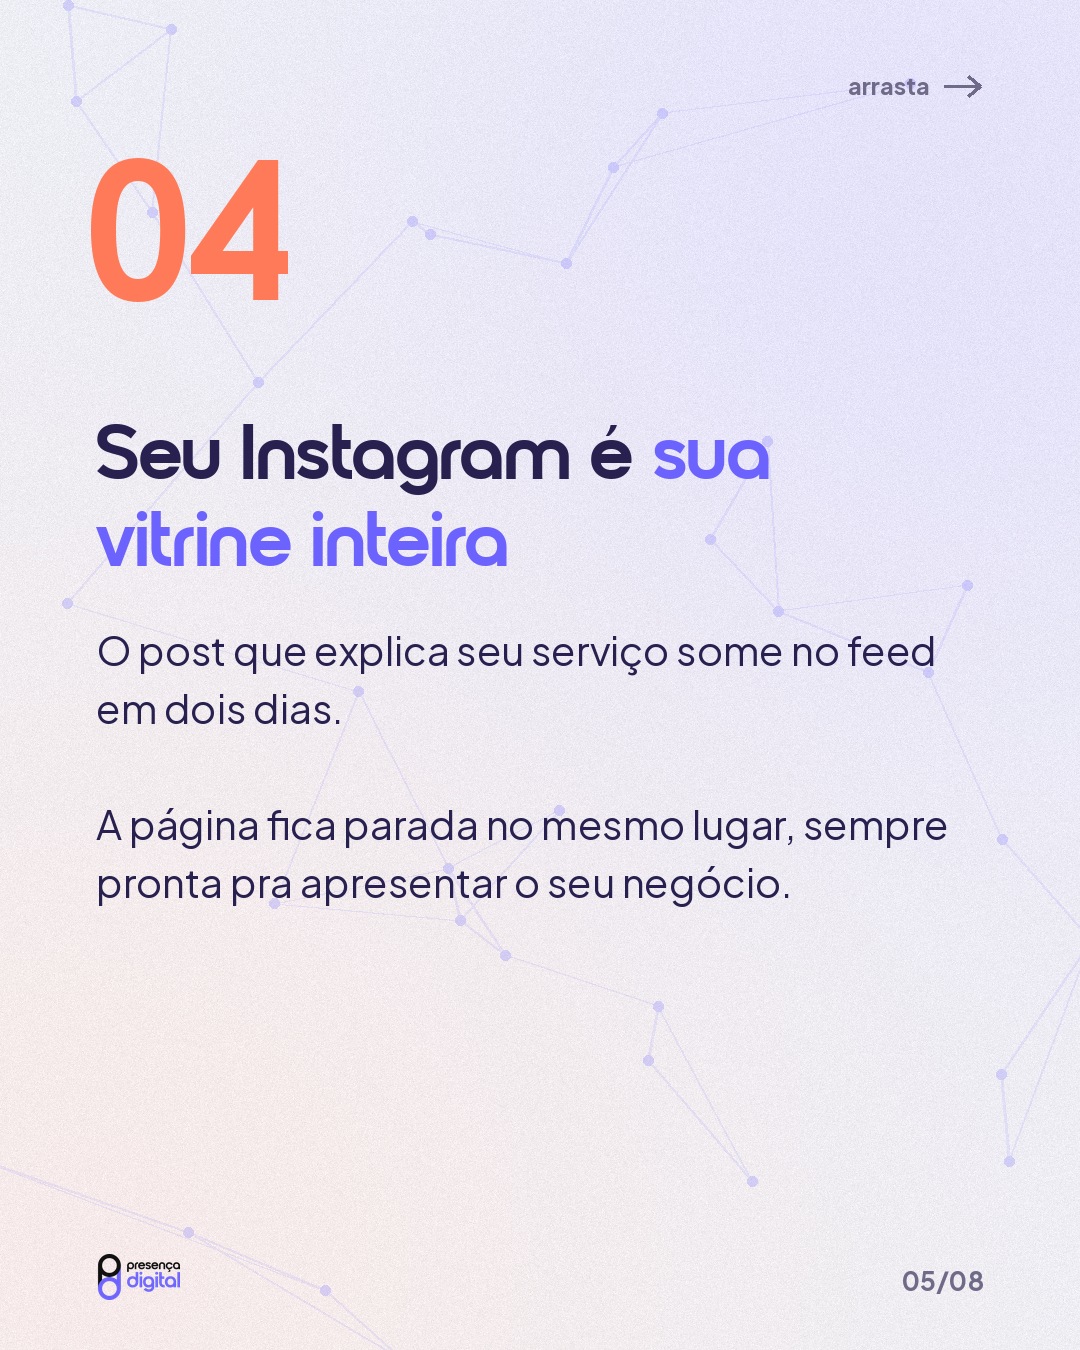 arrasta
04
Seu Instagram é sua
vitrine inteira
O post que explica seu serviço some no feed
em dois dias.
A página fica parada no mesmo lugar, sempre
pronta pra apresentar o seu negócio.
presença
digital
05/08